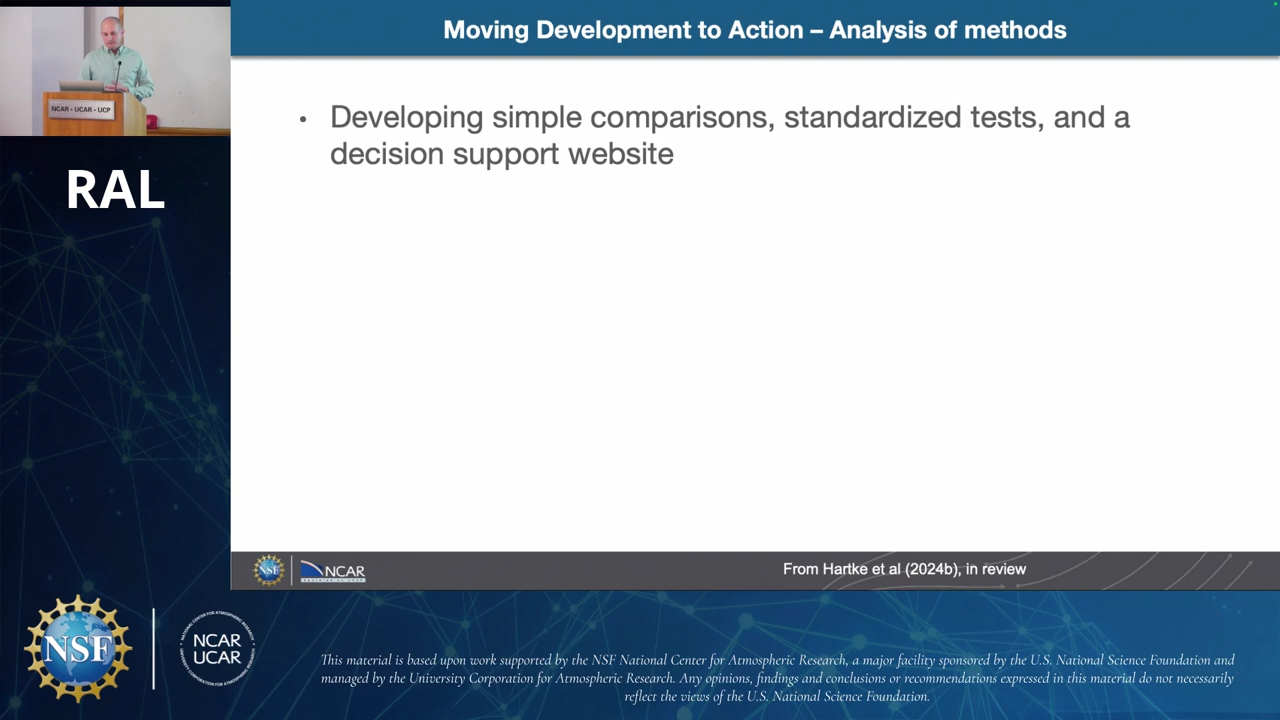 Moving Development to Action – Analysis of methods
NCAR • UCAR • UCP
• Developing simple comparisons, standardized tests, and a
decision support website
RAL
NSF
NCAR
From Hartke et al (2024b), in review
NSF
NCAR
UCAR
This material is based upon work supported by the NSF National Center for Atmospheric Research, a major facility sponsored by the U.S. National Science Foundation and
managed by the University Corporation for Atmospheric Research. Any opinions, findings and conclusions or recommendations expressed in this material do not necessarily
reflect the views of the U.S. National Science Foundation.